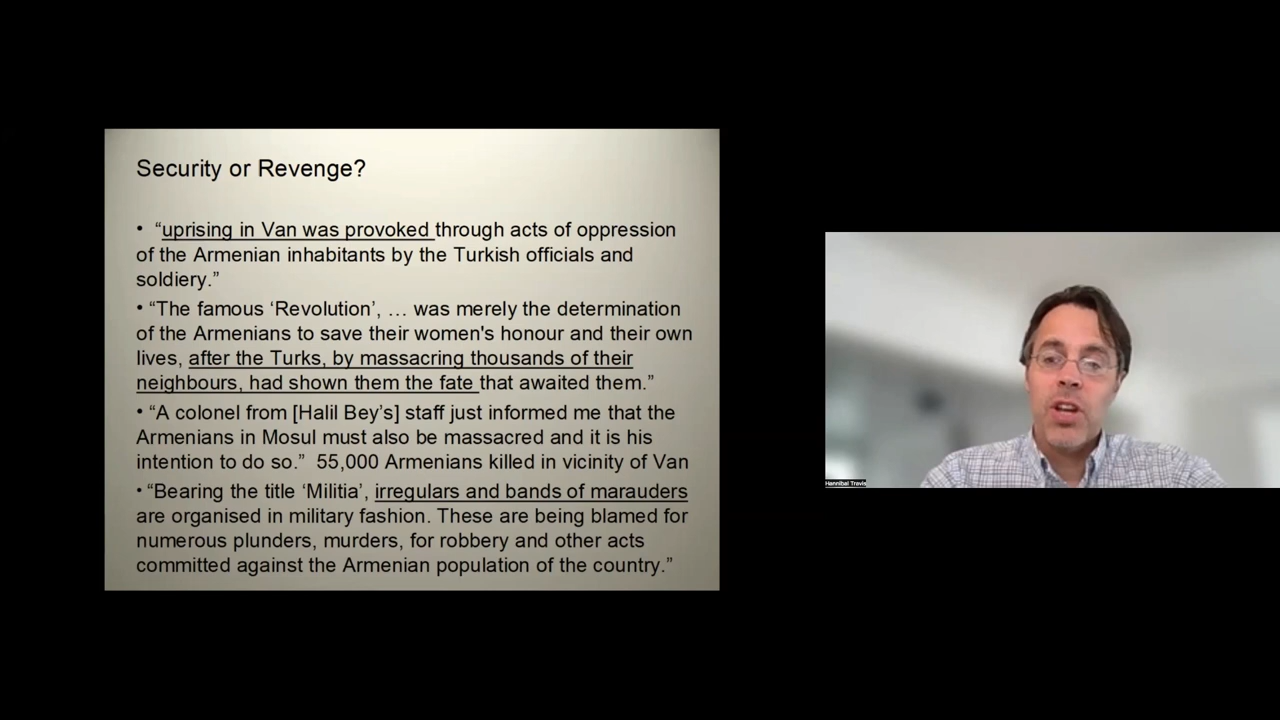 Security or Revenge?
• “uprising in Van was provoked through acts of oppression
of the Armenian inhabitants by the Turkish officials and
soldiery.”
• “The famous ‘Revolution’, … was merely the determination
of the Armenians to save their women's honour and their own
lives, after the Turks, by massacring thousands of their
neighbours, had shown them the fate that awaited them.”
• “A colonel from [Halil Bey’s] staff just informed me that the
Armenians in Mosul must also be massacred and it is his
intention to do so.”  55,000 Armenians killed in vicinity of Van
• “Bearing the title ‘Militia’, irregulars and bands of marauders
are organised in military fashion. These are being blamed for
numerous plunders, murders, for robbery and other acts
committed against the Armenian population of the country.”
Hannibal Travis